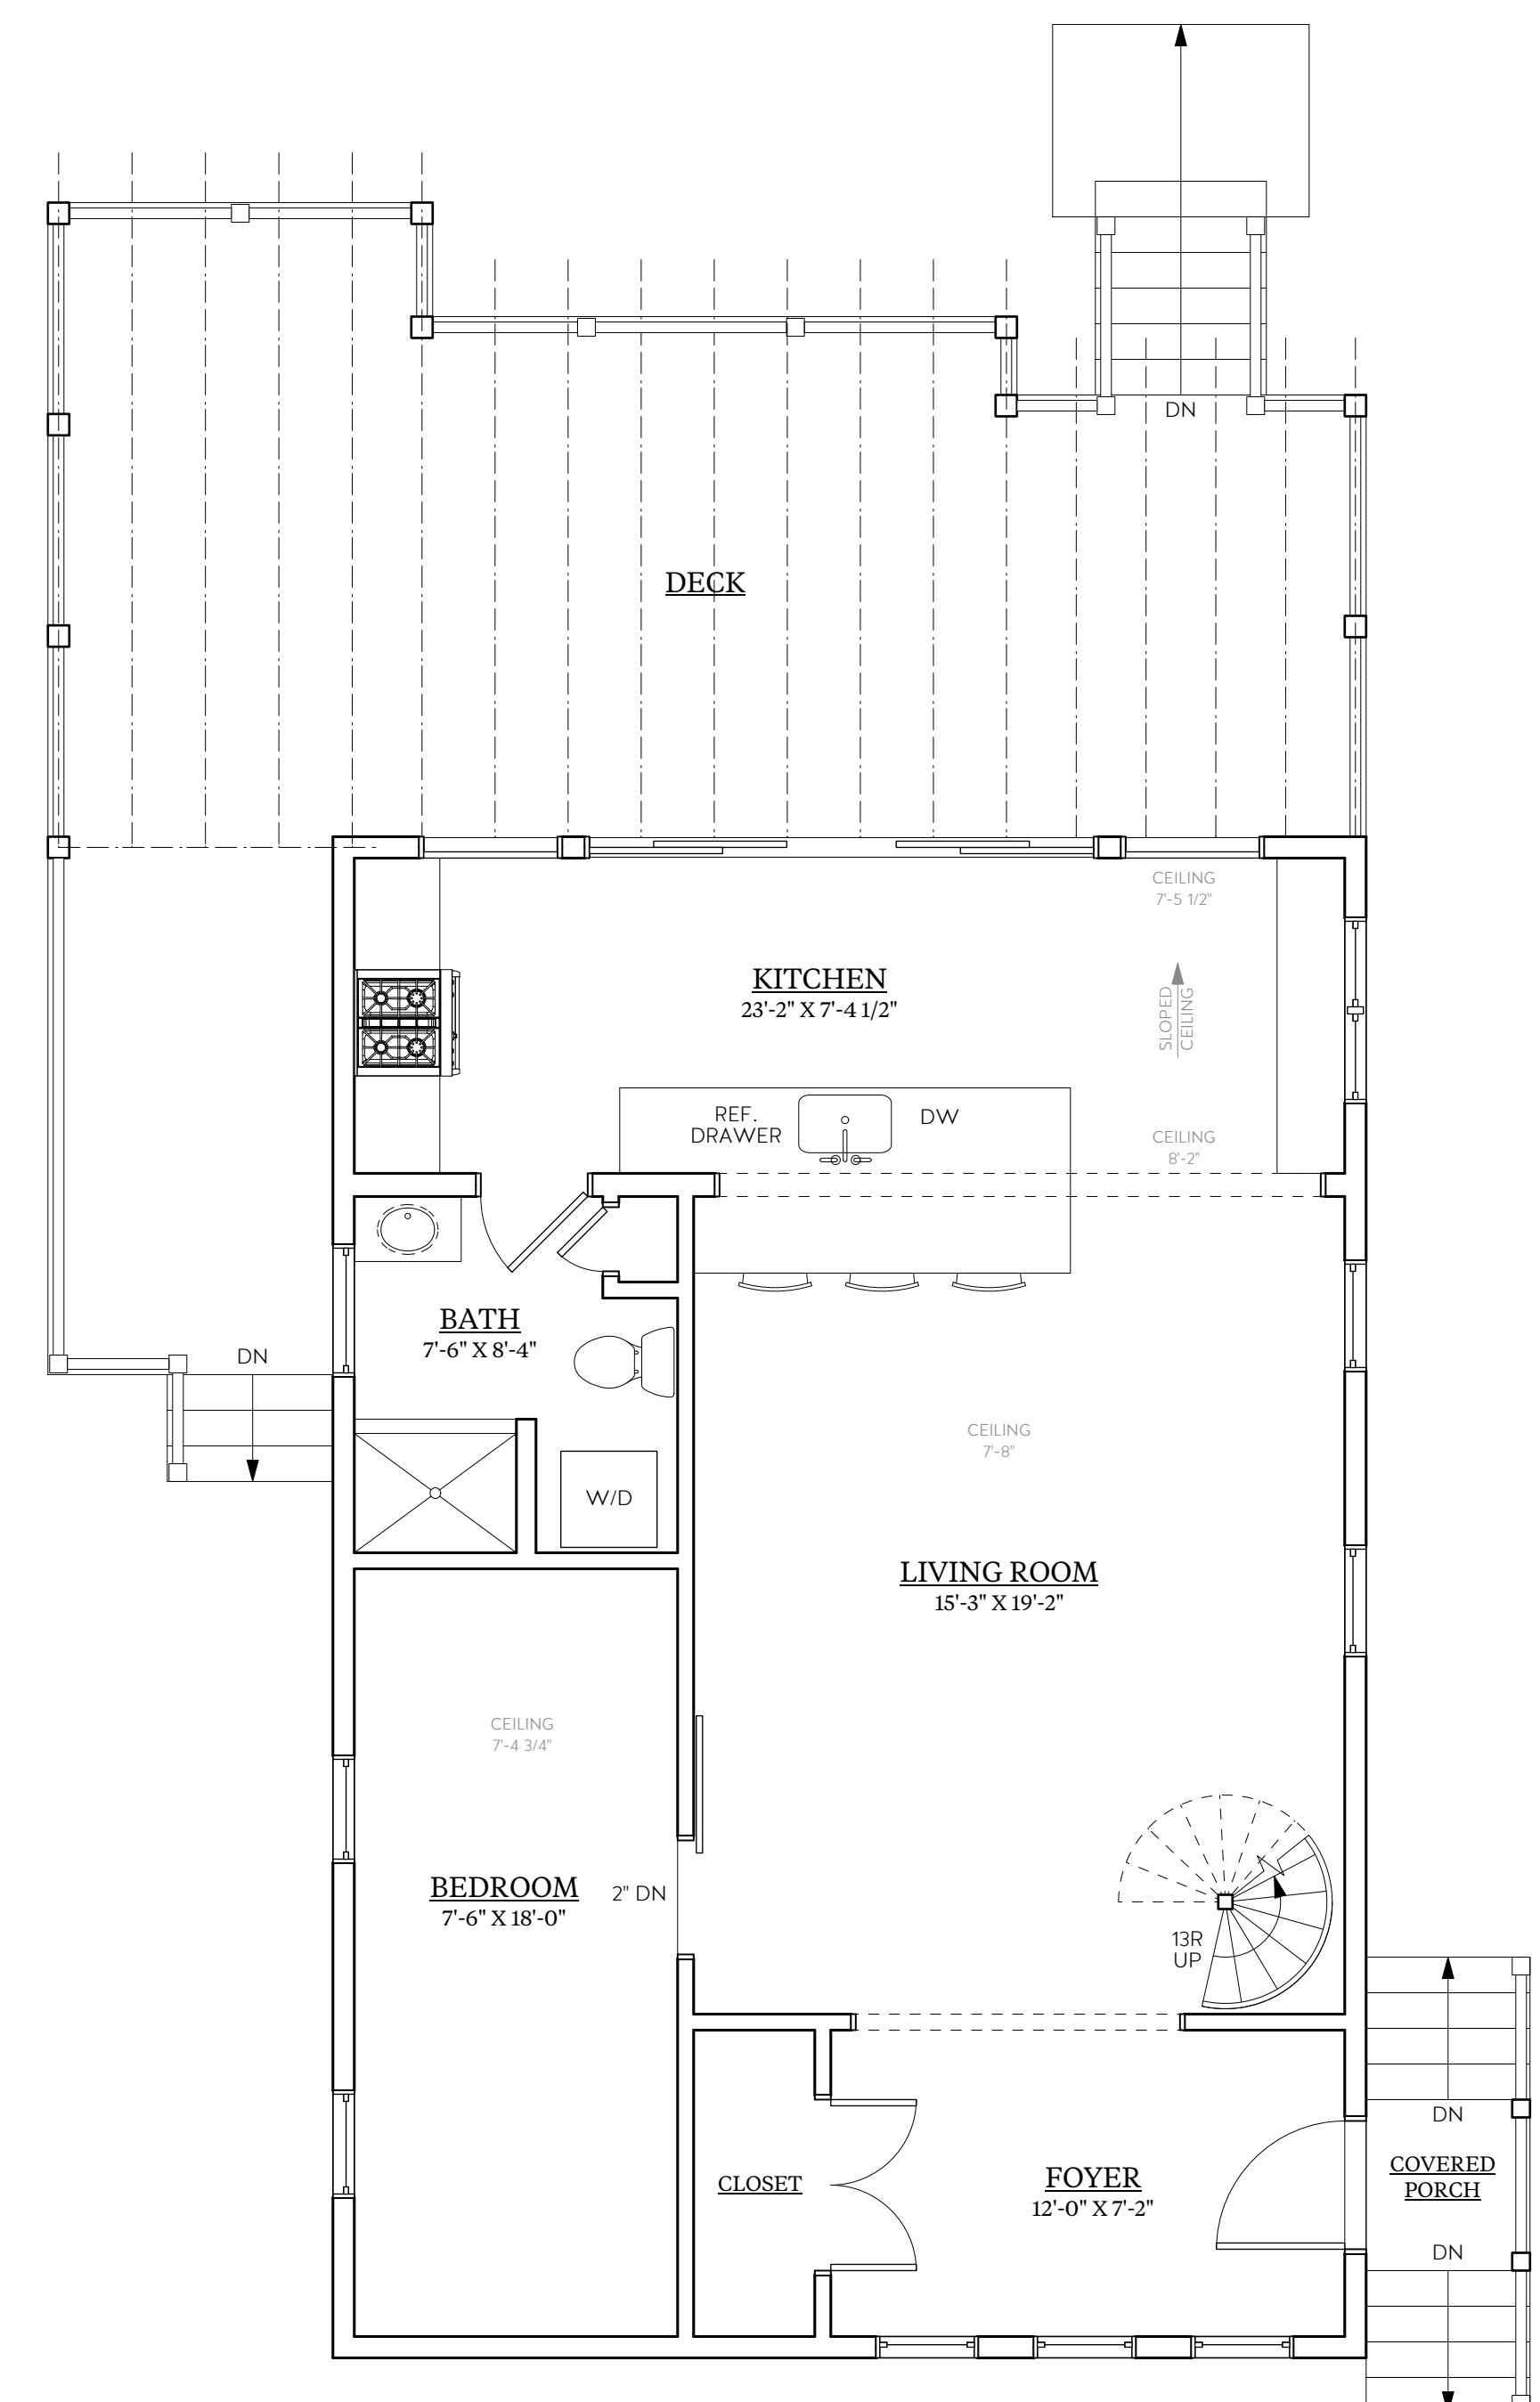 DN
DECK
CEILING
7'-5 1/2"
KITCHEN
23'-2" X 7'-4 1/2"
SLOPED
CEILING
REF.
DRAWER
DW
CEILING
8'-2"
BATH
7'-6" X 8'-4"
DN
CEILING
7'-8"
W/D
LIVING ROOM
15'-3" X 19'-2"
CEILING
7'-4 3/4"
BEDROOM
7'-6" X 18'-0"
2" DN
13R
UP
DN
COVERED
PORCH
CLOSET
FOYER
12'-0" X 7'-2"
DN